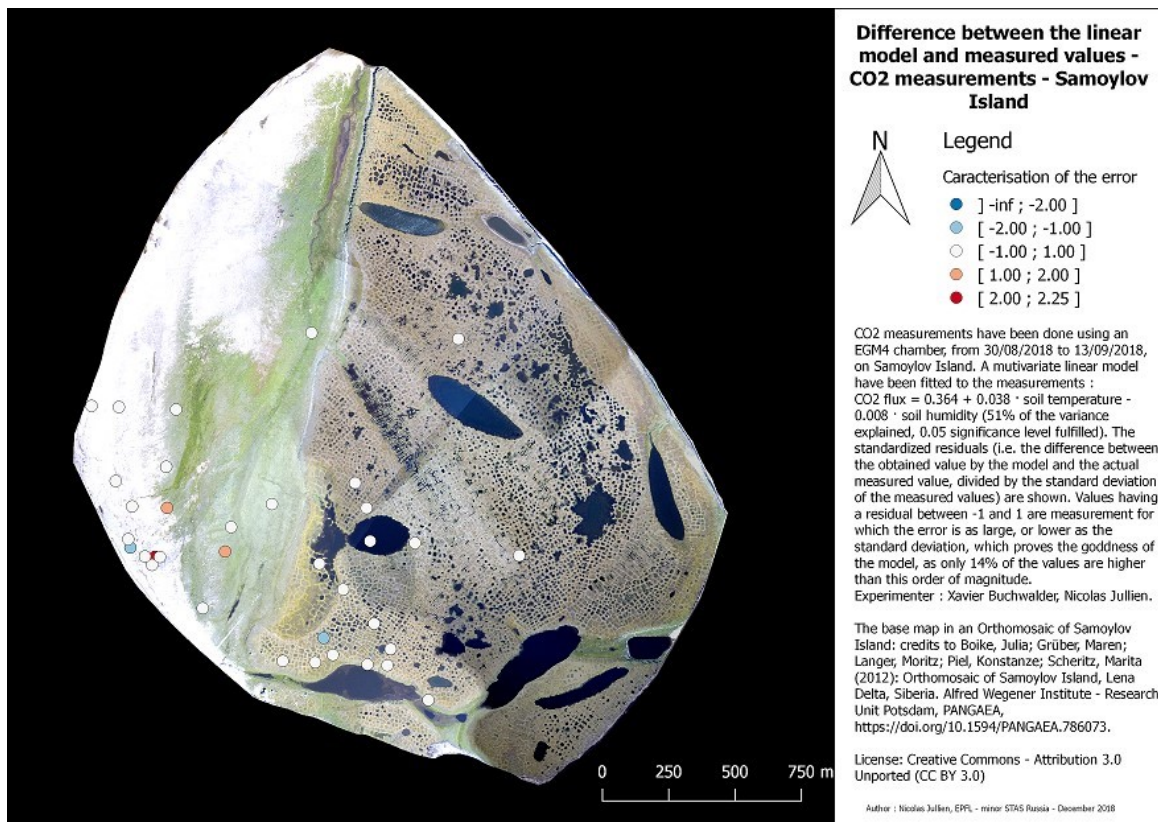 Difference between the linear
model and measured values -
CO2 measurements - Samoylov
Island
N
Legend
Caracterisation of the error
] -inf ; -2.00 ]
[ -2.00 ; -1.00 ]
[ -1.00 ; 1.00 ]
[ 1.00 ; 2.00 ]
[ 2.00 ; 2.25 ]
CO2 measurements have been done using an
EGM4 chamber, from 30/08/2018 to 13/09/2018,
on Samoylov Island. A mutivariate linear model
have been fitted to the measurements :
CO2 flux = 0.364 + 0.038 · soil temperature -
0.008 · soil humidity (51% of the variance
explained, 0.05 significance level fulfilled). The
standardized residuals (i.e. the difference between
the obtained value by the model and the actual
measured value, divided by the standard deviation
of the measured values) are shown. Values having
a residual between -1 and 1 are measurement for
which the error is as large, or lower as the
standard deviation, which proves the goddness of
the model, as only 14% of the values are higher
than this order of magnitude.
Experimenter : Xavier Buchwalder, Nicolas Jullien.
The base map in an Orthomosaic of Samoylov
Island: credits to Boike, Julia; Grüber, Maren;
Langer, Moritz; Piel, Konstanze; Scheritz, Marita
(2012): Orthomosaic of Samoylov Island, Lena
Delta, Siberia. Alfred Wegener Institute - Research
Unit Potsdam, PANGAEA,
https://doi.org/10.1594/PANGAEA.786073.
License: Creative Commons - Attribution 3.0
Unported (CC BY 3.0)
0 250 500 750 m
Author : Nicolas Jullien, EPFL - minor STAS Russia - December 2018